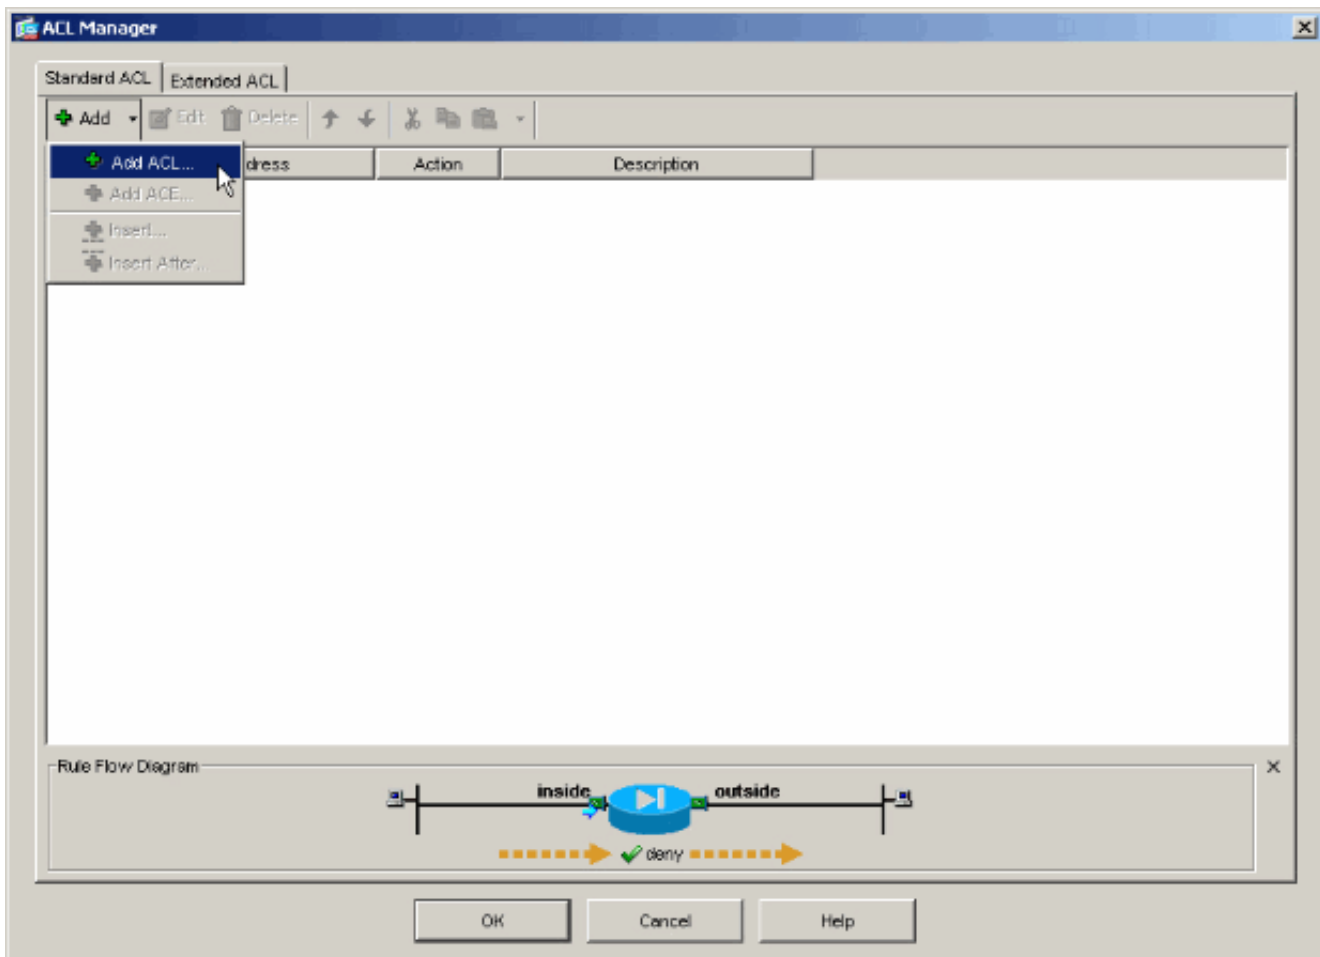 ACL Manager
Standard ACL Extended ACL
Add Edit Delete
Add ACL... dress Action Description
Add ACE...
Insert...
Insert After...
Rule Flow Diagram
inside outside
deny
OK Cancel Help